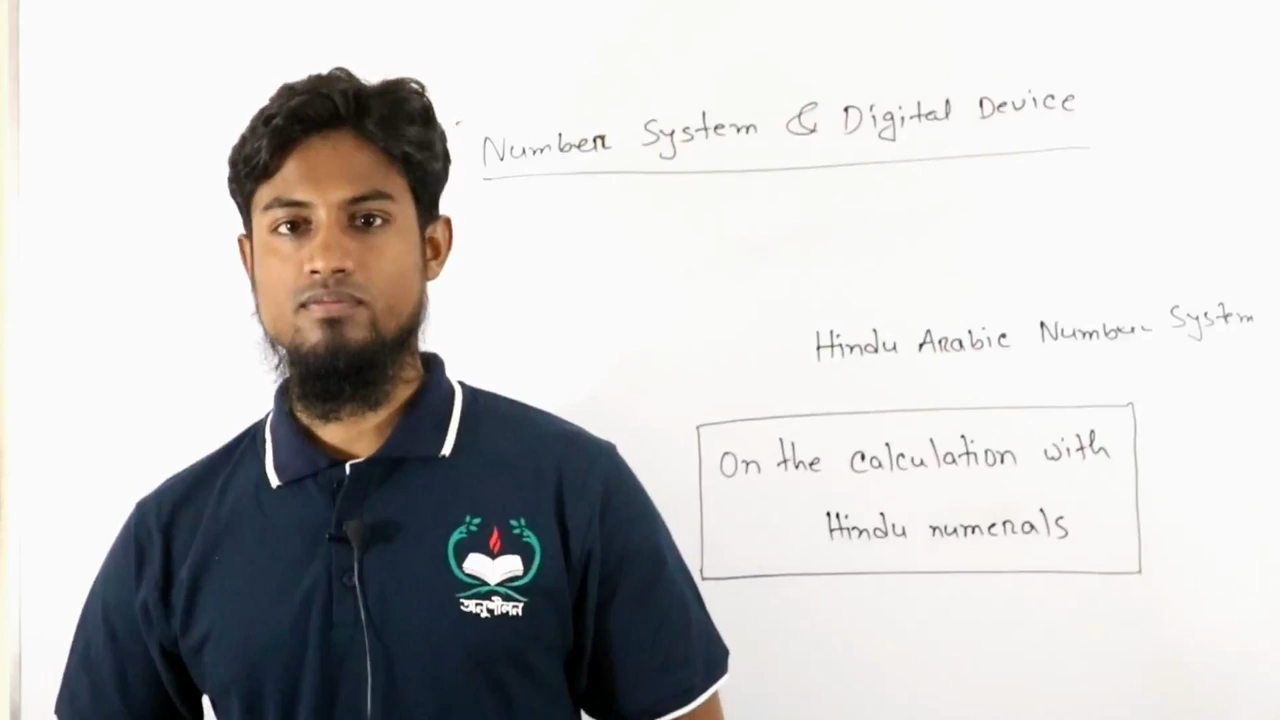 Number System & Digital Device
Hindu Arabic Number System
On the calculation with
Hindu numerals
অনুশীলন